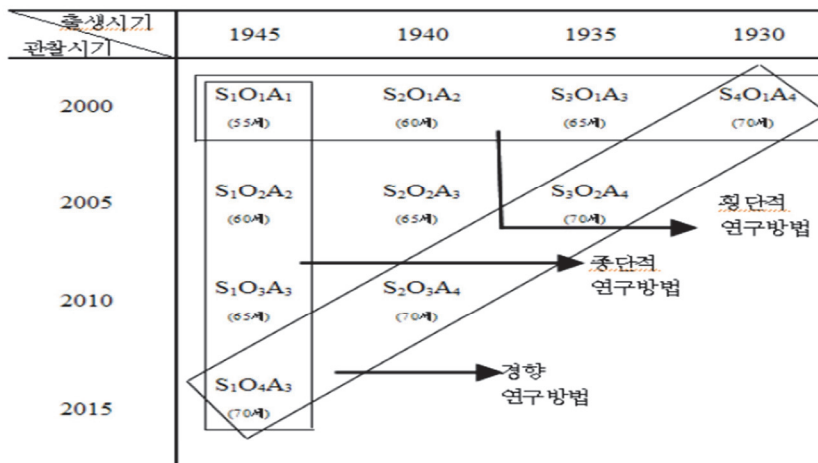 출생시기
관찰시기
1945 1940 1935 1930
2000 S₁O₁A₁ S₂O₁A₂ S₃O₁A₃ S₄O₁A₄
(55세) (60세) (65세) (70세)
2005 S₁O₂A₂ S₂O₂A₃ S₃O₂A₄
(60세) (65세) (70세)
횡단적
연구방법
종단적
연구방법
2010 S₁O₃A₃ S₂O₃A₄
(65세) (70세)
경향
연구방법
2015 S₁O₄A₃
(70세)